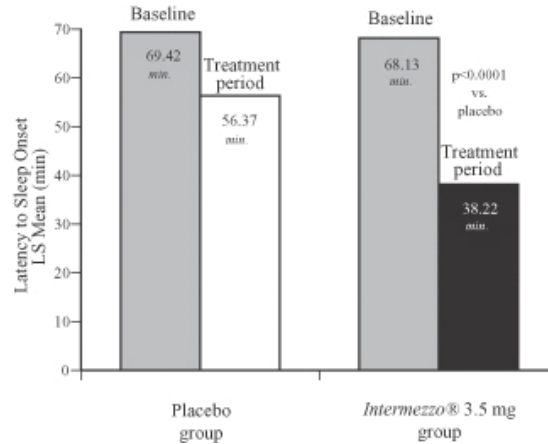 Latency to Sleep Onset
LS Mean (min)
70
60
50
40
30
20
10
0
Baseline
69.42
min.
Treatment
period
56.37
min.
Baseline
68.13
min.
p<0.0001
vs.
placebo
Treatment
period
38.22
min.
Placebo
group
Intermezzo® 3.5 mg
group